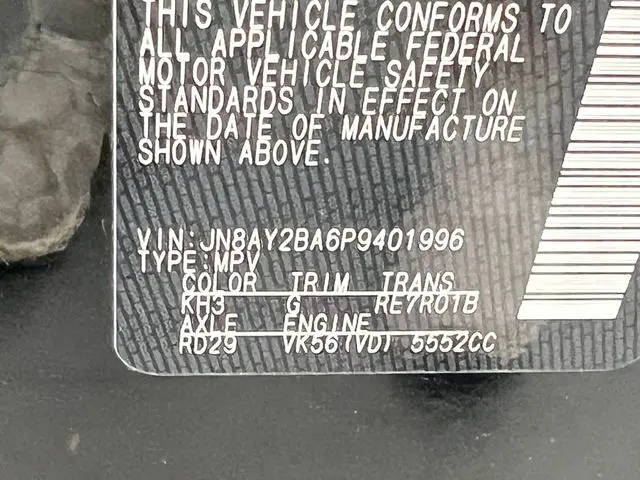 THIS VEHICLE CONFORMS TO
ALL APPLICABLE FEDERAL
MOTOR VEHICLE SAFETY
STANDARDS IN EFFECT ON
THE DATE OF MANUFACTURE
SHOWN ABOVE.
VIN:JN8AY2BA6P9401996
TYPE:MPV
COLOR TRIM TRANS
KH3 G RE7R01B
AXLE ENGINE
RD29 VK56(VD) 5552CC